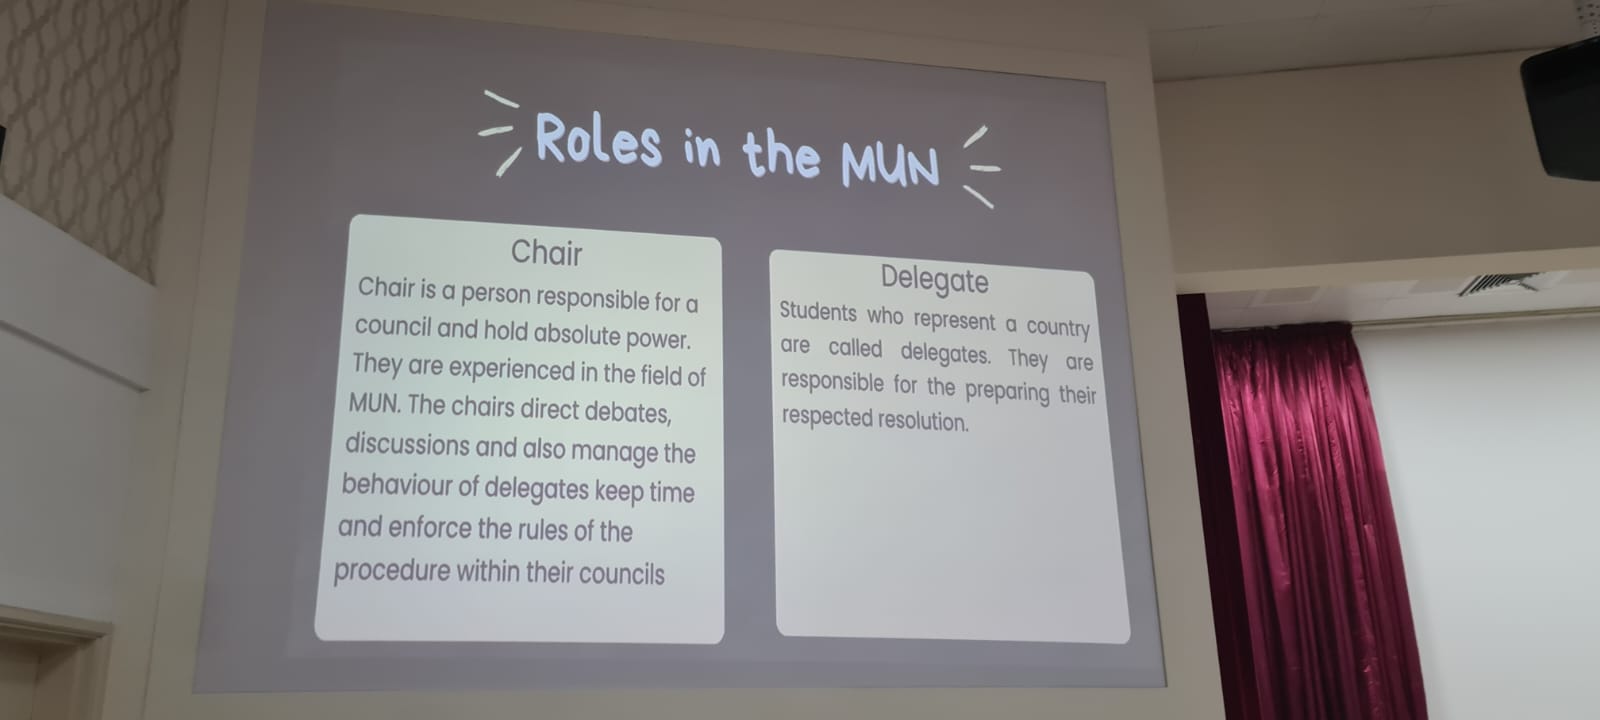 Roles in the MUN
Chair
Chair is a person responsible for a
council and hold absolute power.
They are experienced in the field of
MUN. The chairs direct debates,
discussions and also manage the
behaviour of delegates keep time
and enforce the rules of the
procedure within their councils
Delegate
Students who represent a country
are called delegates. They are
responsible for the preparing their
respected resolution.